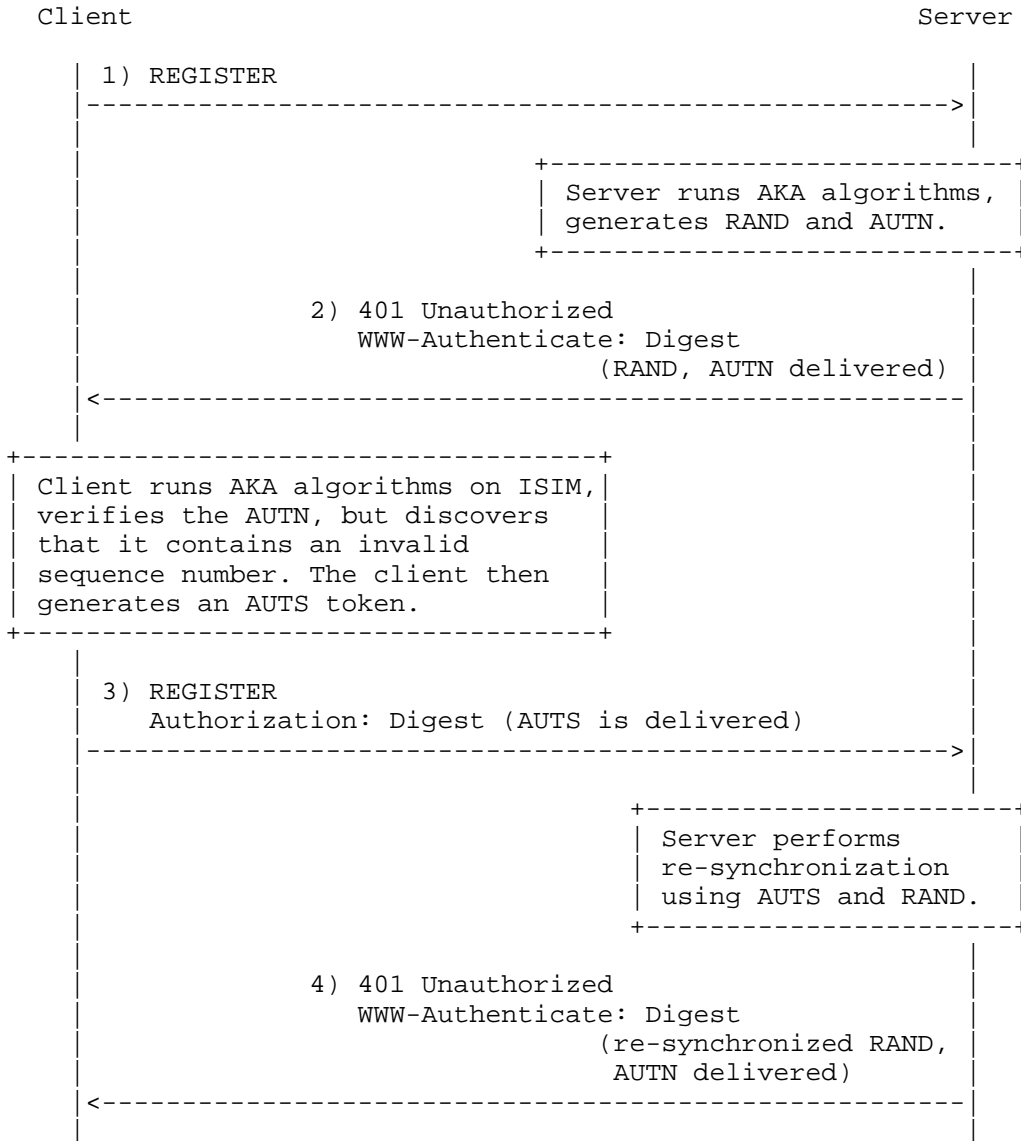 Client Server
1) REGISTER
Server runs AKA algorithms,
generates RAND and AUTN.
2) 401 Unauthorized
WWW-Authenticate: Digest
(RAND, AUTN delivered)
Client runs AKA algorithms on ISIM,
verifies the AUTN, but discovers
that it contains an invalid
sequence number. The client then
generates an AUTS token.
3) REGISTER
Authorization: Digest (AUTS is delivered)
Server performs
re-synchronization
using AUTS and RAND.
4) 401 Unauthorized
WWW-Authenticate: Digest
(re-synchronized RAND,
AUTN delivered)